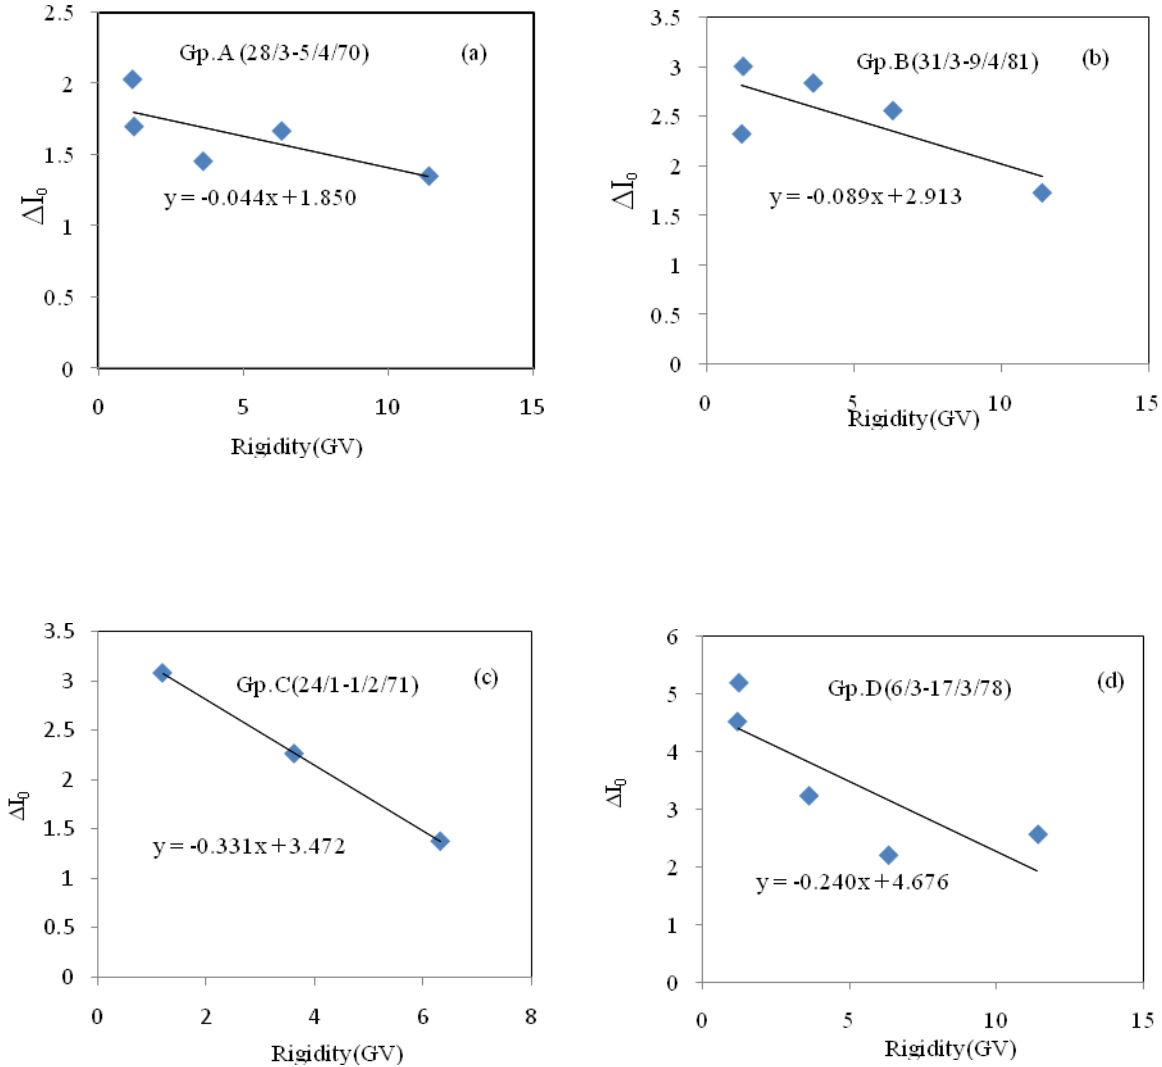 2.5
Gp.A (28/3-5/4/70)
(a)
2
1.5
y = -0.044x+1.850
ΔI₀
1
0.5
0
0
5
10
15
Rigidity(GV)
3.5
Gp.B(31/3-9/4/81)
(b)
3
2.5
2
y = -0.089x+2.913
ΔI₀
1.5
1
0.5
0
0
5
10
15
Rigidity(GV)
3.5
Gp.C(24/1-1/2/71)
(c)
3
2.5
2
ΔI₀
1.5
y = -0.331x+3.472
1
0.5
0
0
2
4
6
8
Rigidity(GV)
6
Gp.D(6/3-17/3/78)
(d)
5
4
ΔI₀
3
2
y = -0.240x+4.676
1
0
0
5
10
15
Rigidity(GV)